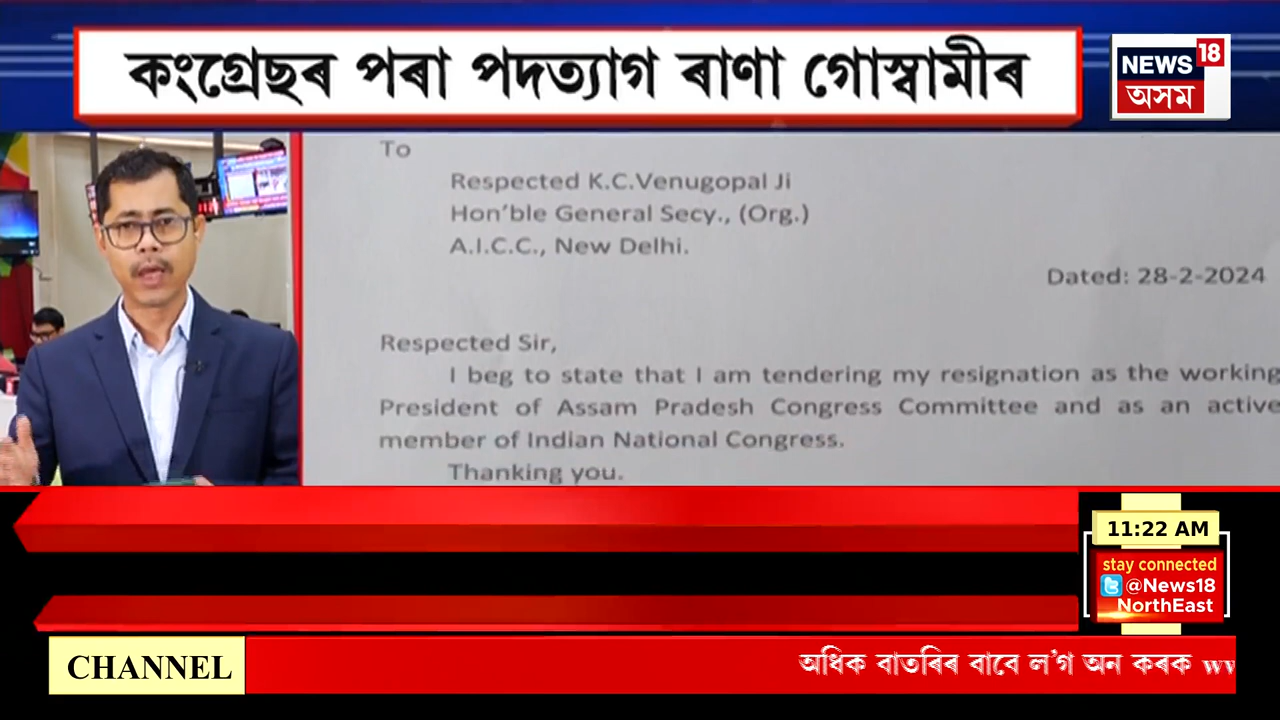 কংগ্ৰেছৰ পৰা পদত্যাগ ৰাণা গোস্বামীৰ
NEWS 18
অসম
To
Respected K.C.Venugopal Ji
Hon'ble General Secy., (Org.)
A.I.C.C., New Delhi.
Dated: 28-2-2024
Respected Sir,
I beg to state that I am tendering my resignation as the working
President of Assam Pradesh Congress Committee and as an active
member of Indian National Congress.
Thanking you.
11:22 AM
stay connected
@News18
NorthEast
CHANNEL
অধিক বাতৰিৰ বাবে ল'গ অন কৰক